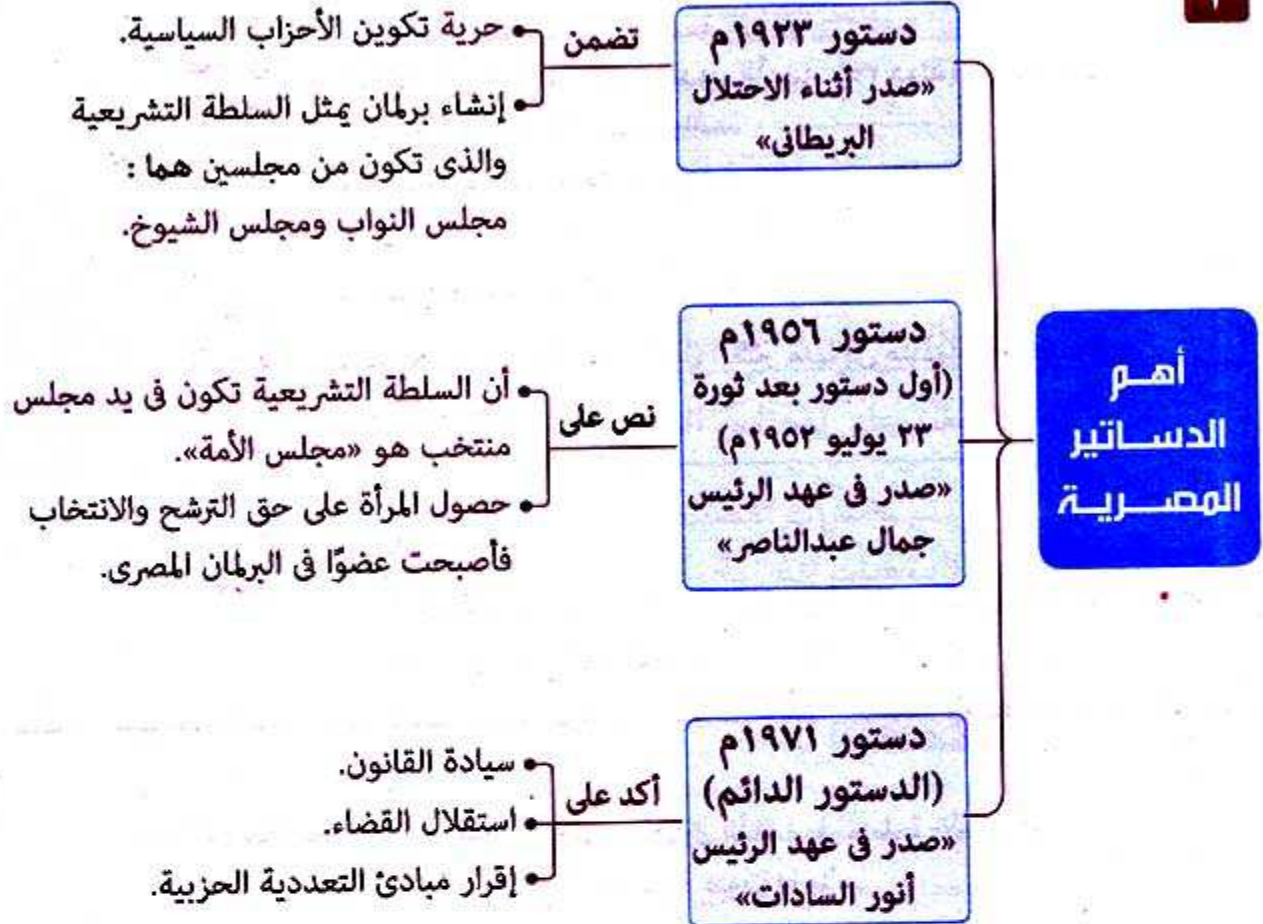 أهم
الدساتير
المصرية
دستور ١٩٢٣م
«صدر أثناء الاحتلال
البريطانى»
تضمن
حرية تكوين الأحزاب السياسية.
إنشاء برلمان يمثل السلطة التشريعية
والذى تكون من مجلسين هما :
مجلس النواب ومجلس الشيوخ.
دستور ١٩٥٦م
(أول دستور بعد ثورة
٢٣ يوليو ١٩٥٢م)
«صدر فى عهد الرئيس
جمال عبدالناصر»
نص على
أن السلطة التشريعية تكون فى يد مجلس
منتخب هو «مجلس الأمة».
حصول المرأة على حق الترشح والانتخاب
فأصبحت عضوًا فى البرلمان المصرى.
دستور ١٩٧١م
(الدستور الدائم)
«صدر فى عهد الرئيس
أنور السادات»
أكد على
سيادة القانون.
استقلال القضاء.
إقرار مبادئ التعددية الحزبية.